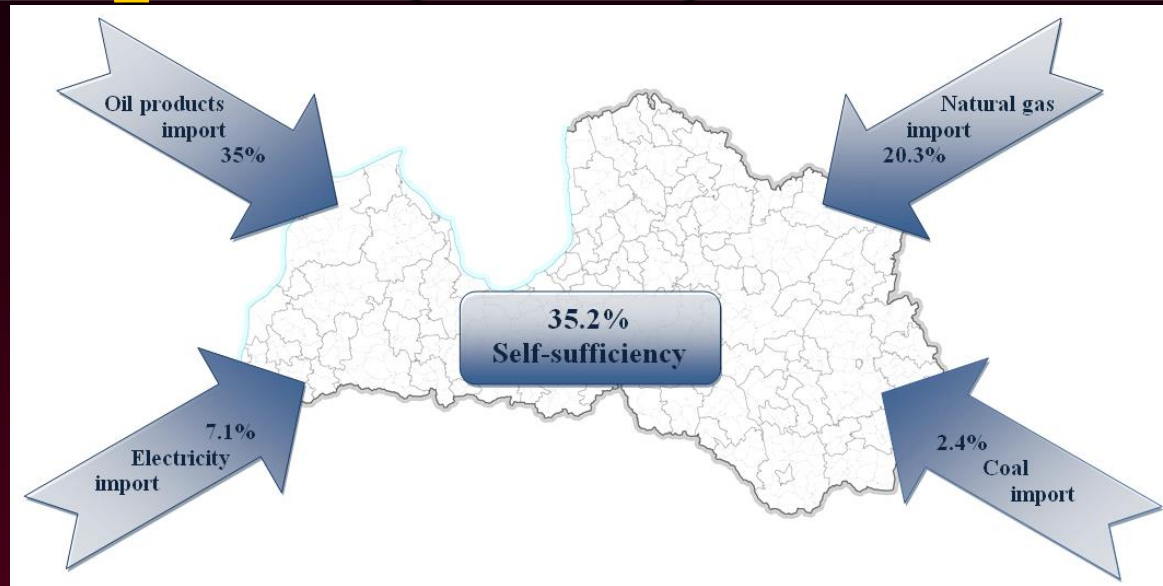 Oil products
import
35%
Natural gas
import
20.3%
35.2%
Self-sufficiency
7.1%
Electricity
import
2.4%
Coal
import